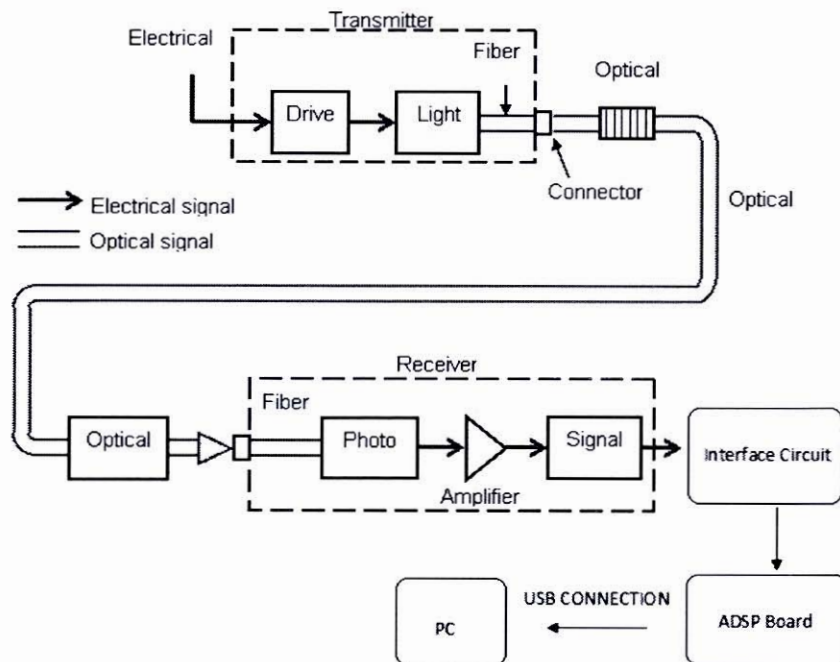 Transmitter
Electrical
Fiber
Optical
Drive
Light
Connector
Optical
Electrical signal
Optical signal
Receiver
Fiber
Optical
Photo
Signal
Interface Circuit
Amplifier
USB CONNECTION
PC
ADSP Board